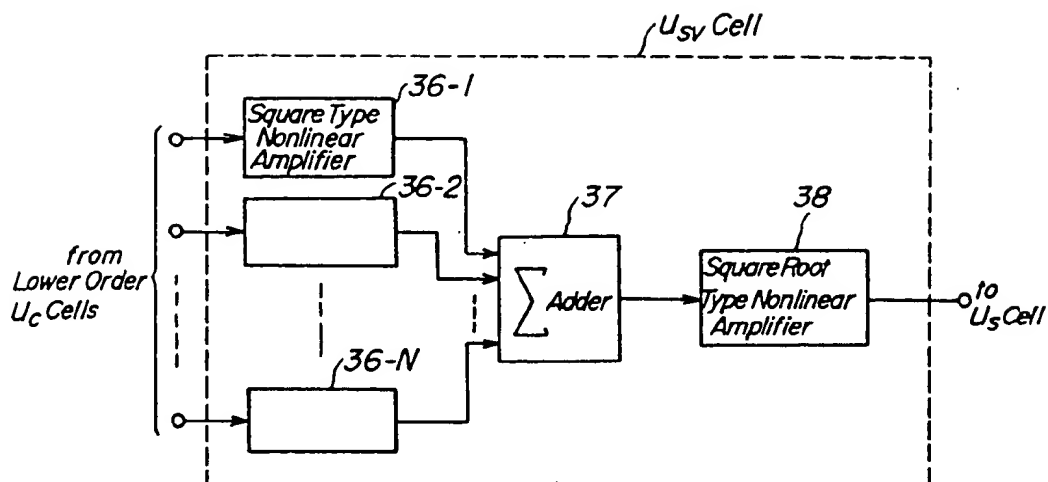 U_SV Cell
36-1
Square Type
Nonlinear
Amplifier
36-2
37
38
from
Lower Order
U_C Cells
Σ Adder
Square Root
Type Nonlinear
Amplifier
to
U_S Cell
36-N